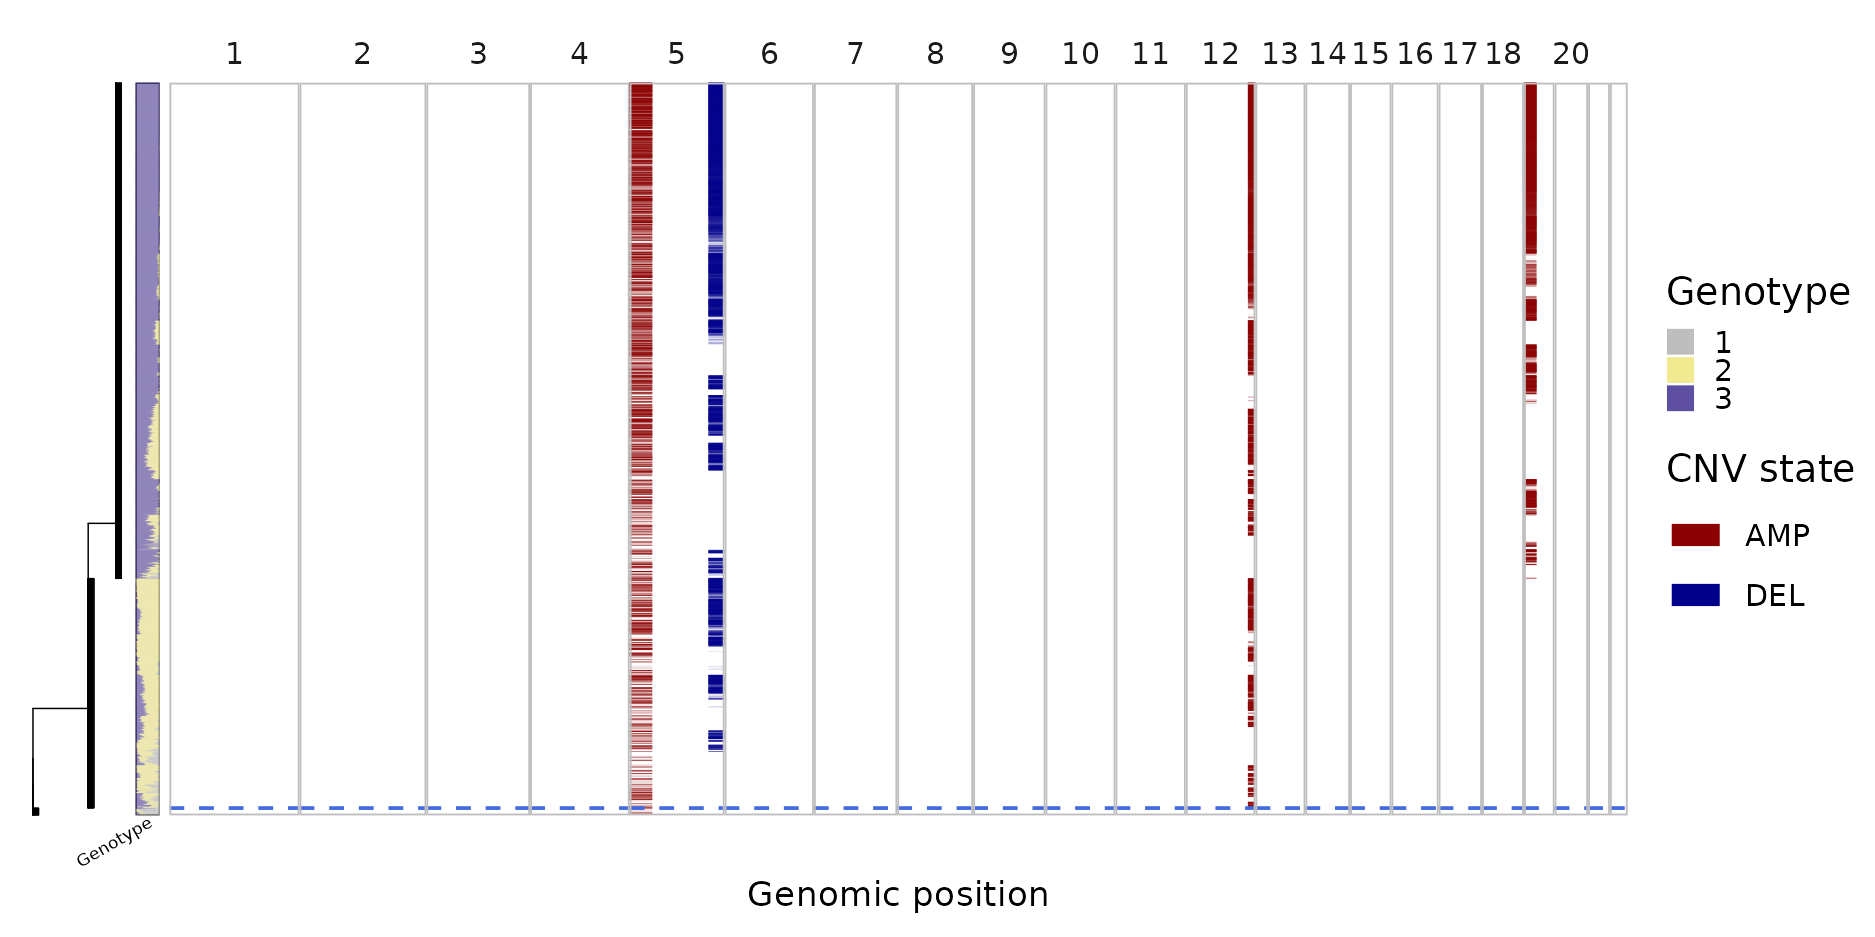 1 2 3 4 5 6 7 8 9 10 11 12 13 14 15 16 17 18 20
Genotype
1
2
3
CNV state
AMP
DEL
Genotype
Genomic position